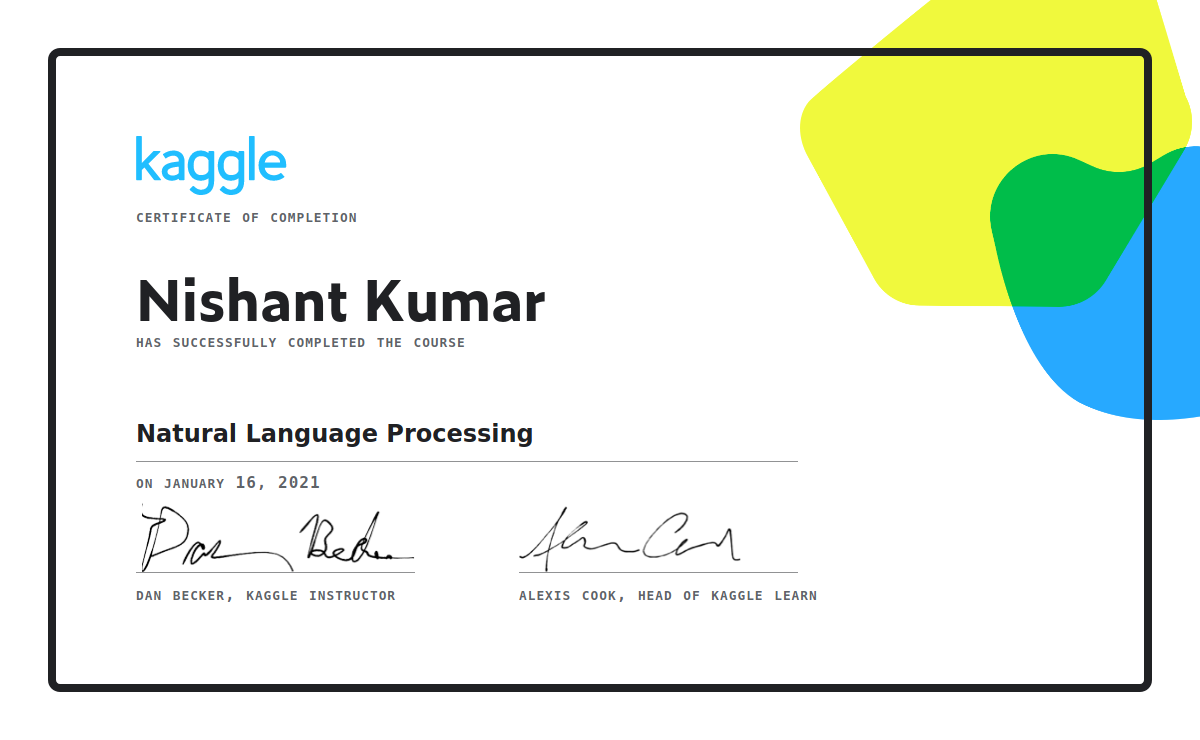 kaggle
CERTIFICATE OF COMPLETION
Nishant Kumar
HAS SUCCESSFULLY COMPLETED THE COURSE
Natural Language Processing
ON JANUARY 16, 2021
Dan Becker
Alexis Cook
DAN BECKER, KAGGLE INSTRUCTOR
ALEXIS COOK, HEAD OF KAGGLE LEARN